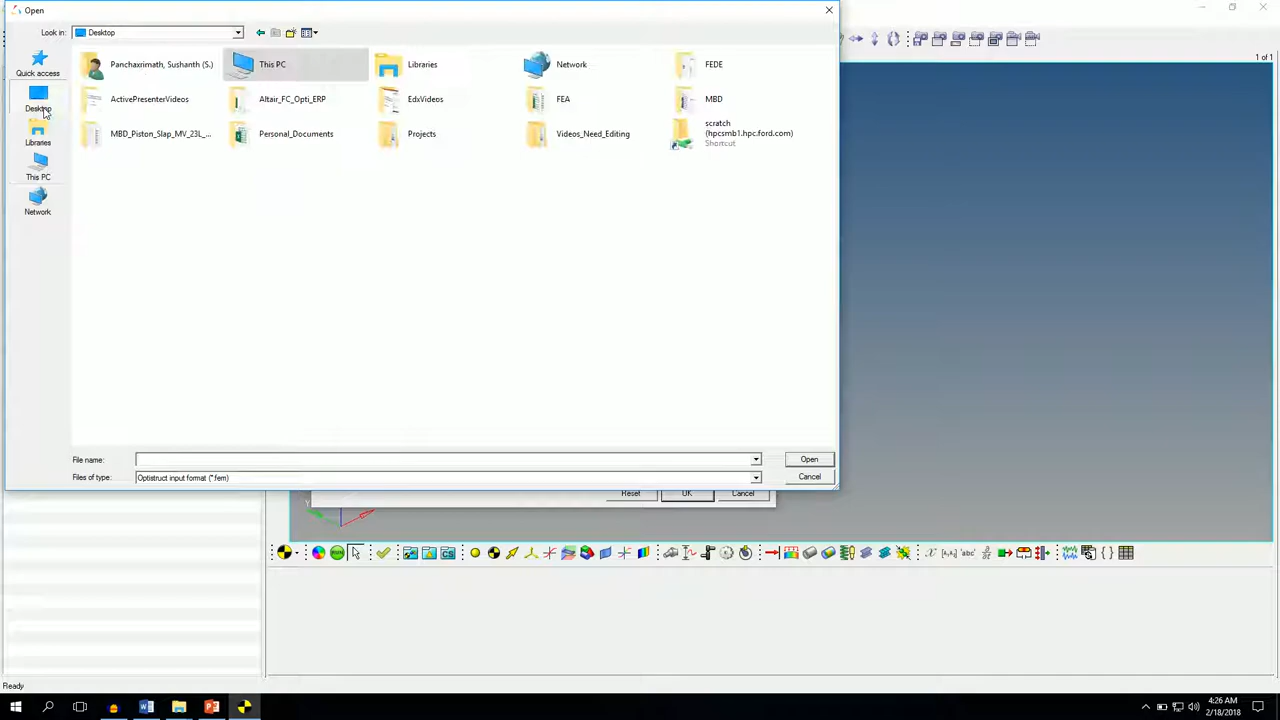 Open
Look in:
Desktop
1 of 1
Quick access
Desktop
Libraries
This PC
Network
Panchaxrimath, Sushanth (S.)
This PC
Libraries
Network
FEDE
ActivePresenterVideos
Altair_FC_Opti_ERP
EdxVideos
FEA
MBD
MBD_Piston_Slap_MV_23L_...
Personal_Documents
Projects
Videos_Need_Editing
scratch
(hpcsmb1.hpc.ford.com)
Shortcut
File name:
Open
Files of type:
Optistruct input format (*.fem)
Cancel
Reset
OK
Cancel
Y
Ready
4:26 AM
2/18/2018